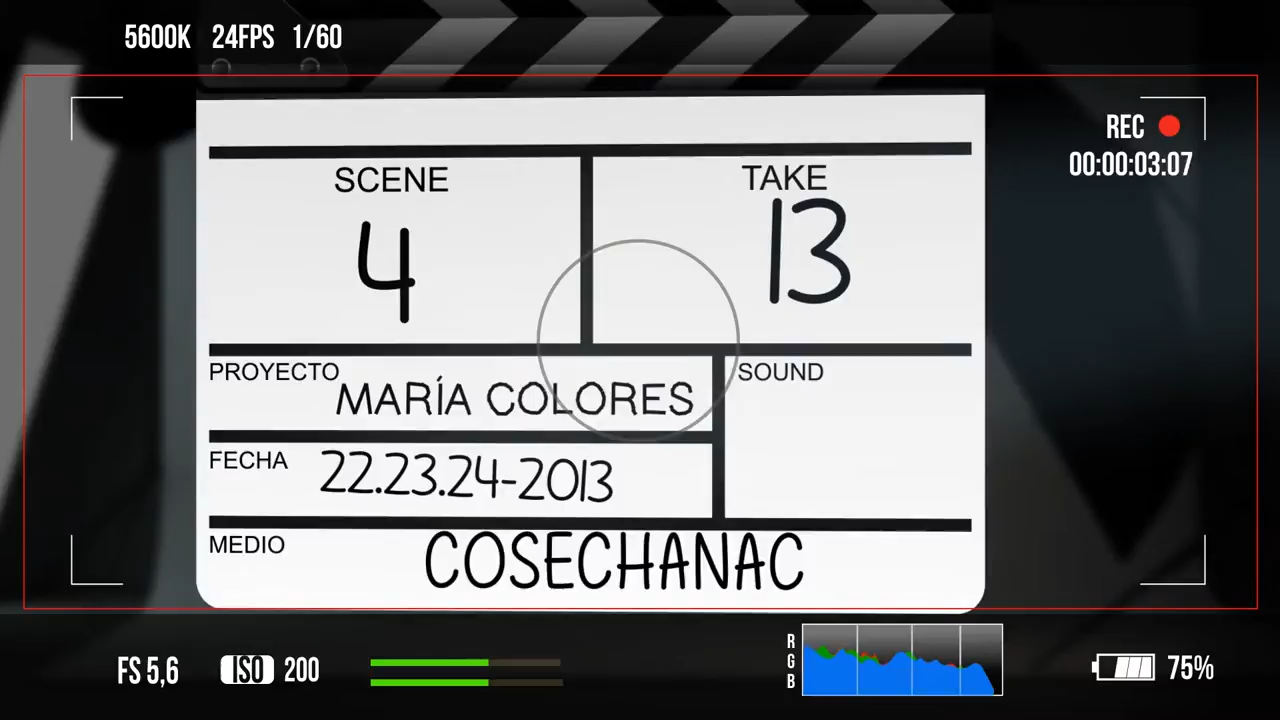 5600K 24FPS 1/60
REC
00:00:03:07
SCENE
4
TAKE
13
PROYECTO
MARÍA COLORES
SOUND
FECHA
22.23.24-2013
MEDIO
COSECHANAC
R
G
B
FS 5,6
ISO 200
75%